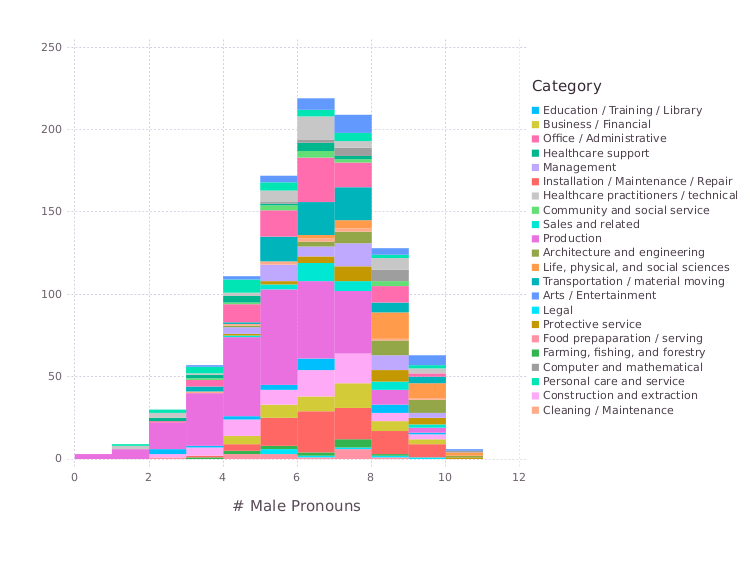 250
200
150
100
50
0
0 2 4 6 8 10 12
# Male Pronouns
Category
Education / Training / Library
Business / Financial
Office / Administrative
Healthcare support
Management
Installation / Maintenance / Repair
Healthcare practitioners / technical
Community and social service
Sales and related
Production
Architecture and engineering
Life, physical, and social sciences
Transportation / material moving
Arts / Entertainment
Legal
Protective service
Food prepaparation / serving
Farming, fishing, and forestry
Computer and mathematical
Personal care and service
Construction and extraction
Cleaning / Maintenance